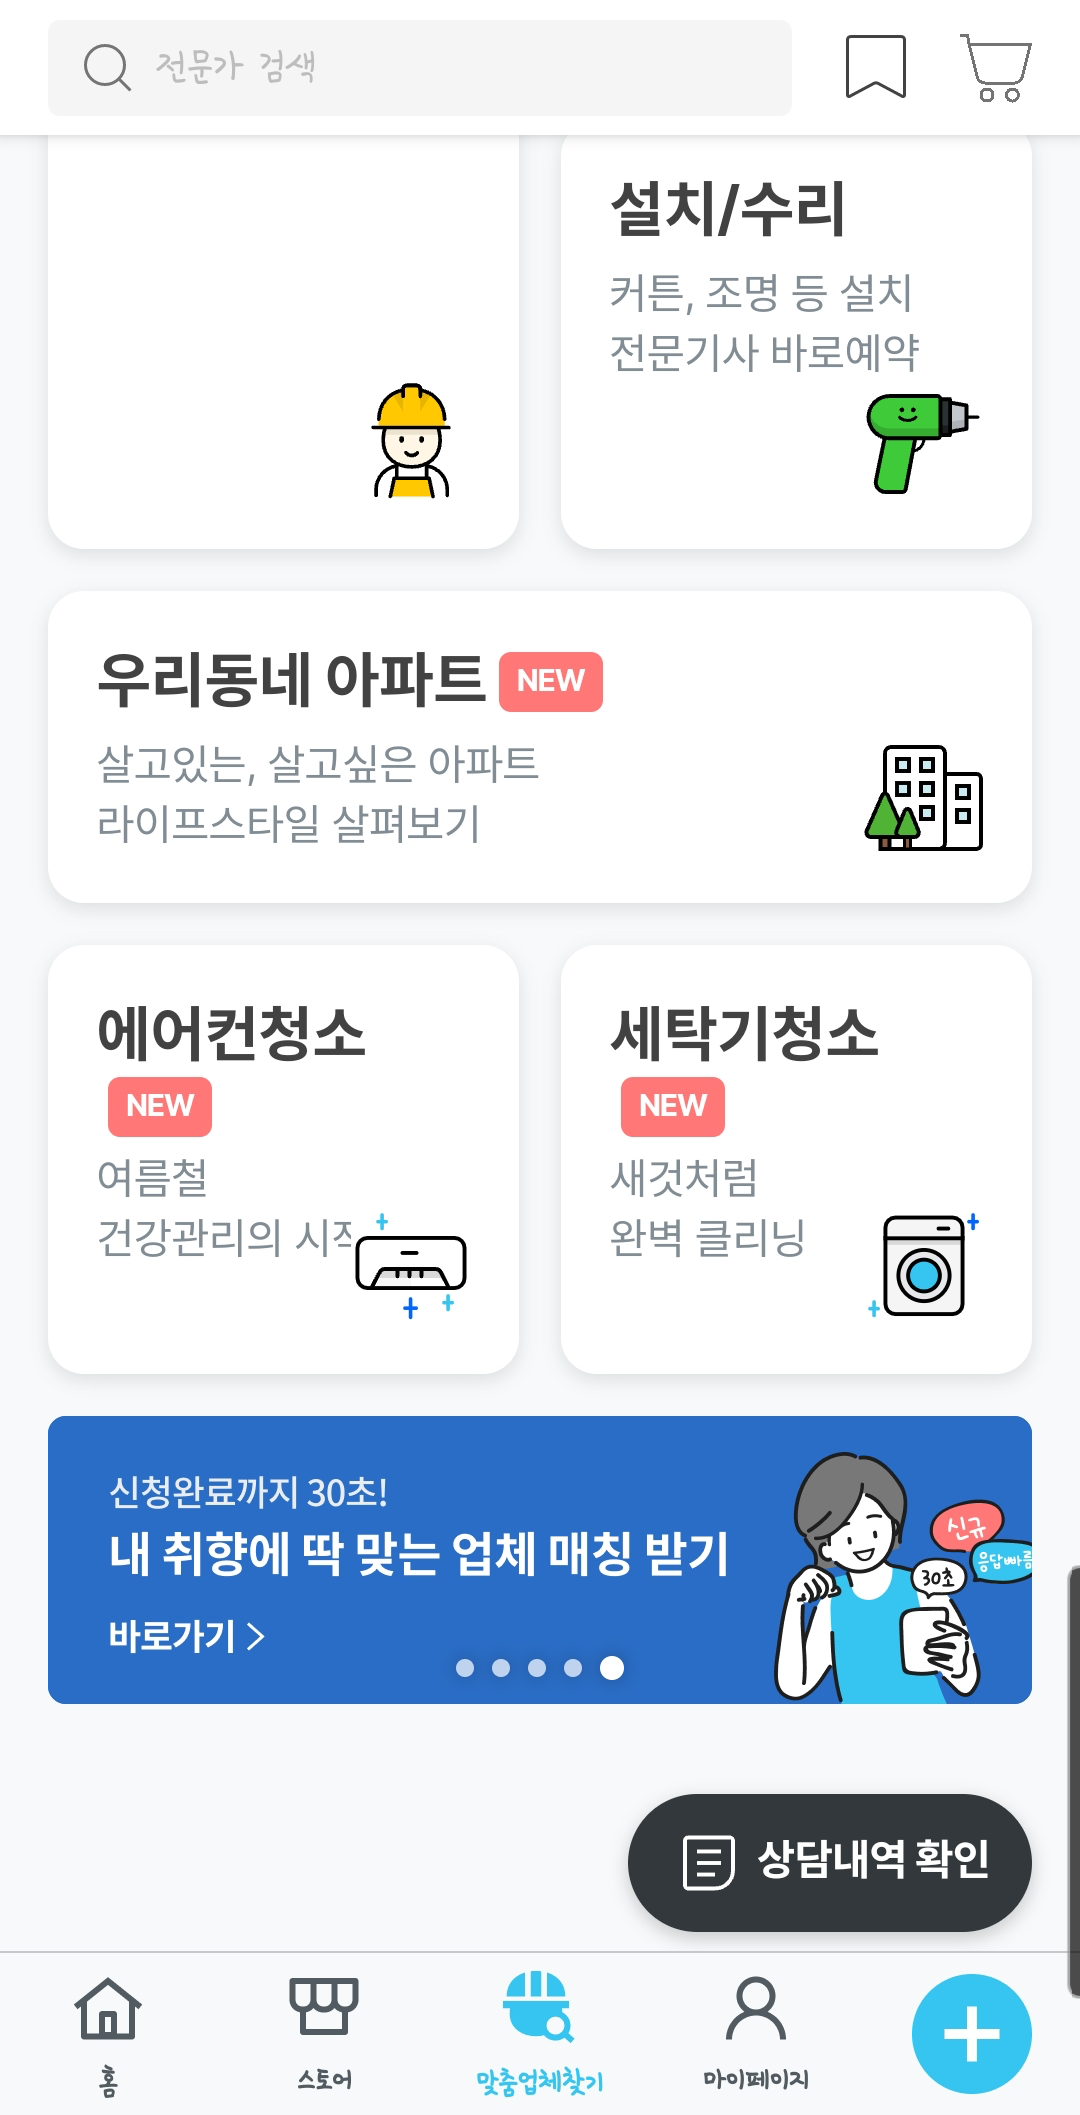 전문가 검색
설치/수리
커튼, 조명 등 설치
전문기사 바로예약
우리동네 아파트 NEW
살고있는, 살고싶은 아파트
라이프스타일 살펴보기
에어컨청소
NEW
여름철
건강관리의 시작
세탁기청소
NEW
새것처럼
완벽 클리닝
신청완료까지 30초!
내 취향에 딱 맞는 업체 매칭 받기
바로가기
신규
응답빠름
30초
상담내역 확인
홈
스토어
맞춤업체찾기
마이페이지